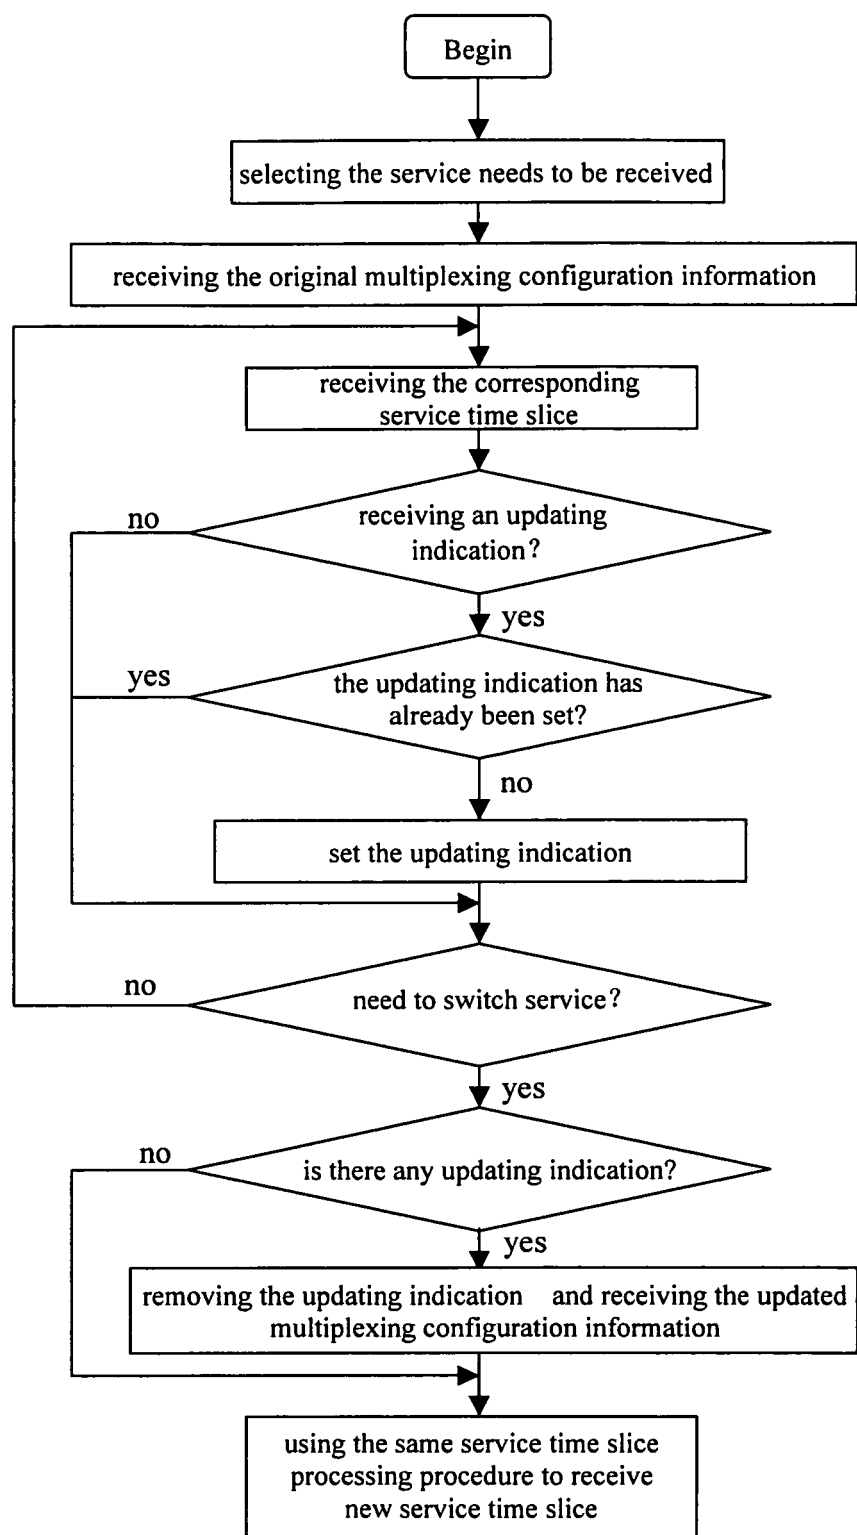 Begin
selecting the service needs to be received
receiving the original multiplexing configuration information
receiving the corresponding
service time slice
receiving an updating
indication?
no
yes
the updating indication has
already been set?
yes
no
set the updating indication
need to switch service?
no
yes
is there any updating indication?
no
yes
removing the updating indication and receiving the updated
multiplexing configuration information
using the same service time slice
processing procedure to receive
new service time slice